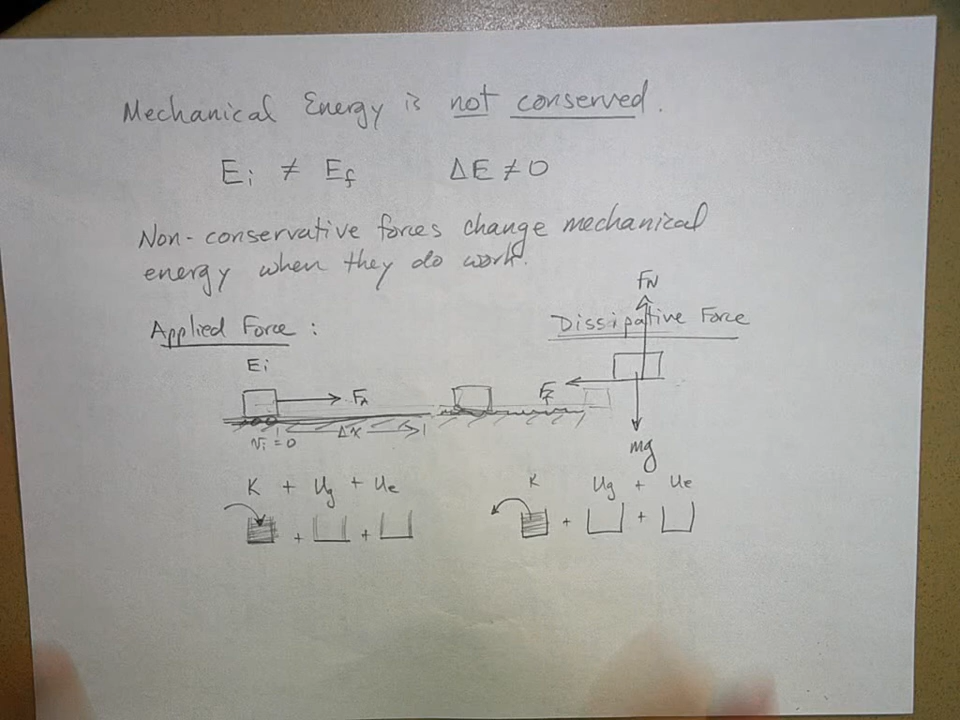 Mechanical Energy is not conserved.
Ei ≠ Ef ΔE ≠ 0
Non-conservative forces change mechanical
energy when they do work.
FN
Applied Force :
Dissipative Force
Ei
FA
Ff
vi = 0
Δx
mg
K + Ug + Ue
K Ug + Ue
+ +
+ +